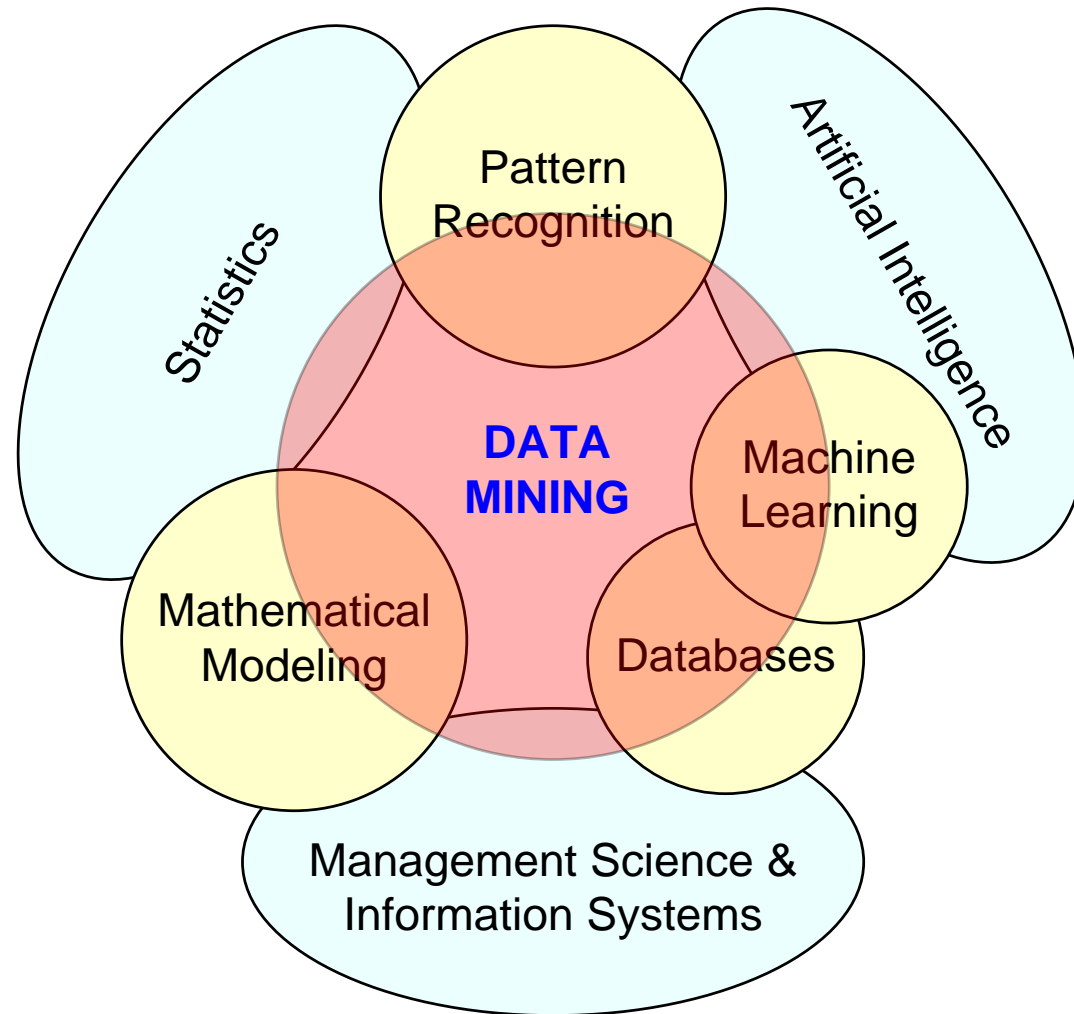 Pattern
Recognition
Artificial Intelligence
Statistics
DATA
MINING
Machine
Learning
Mathematical
Modeling
Databases
Management Science &
Information Systems